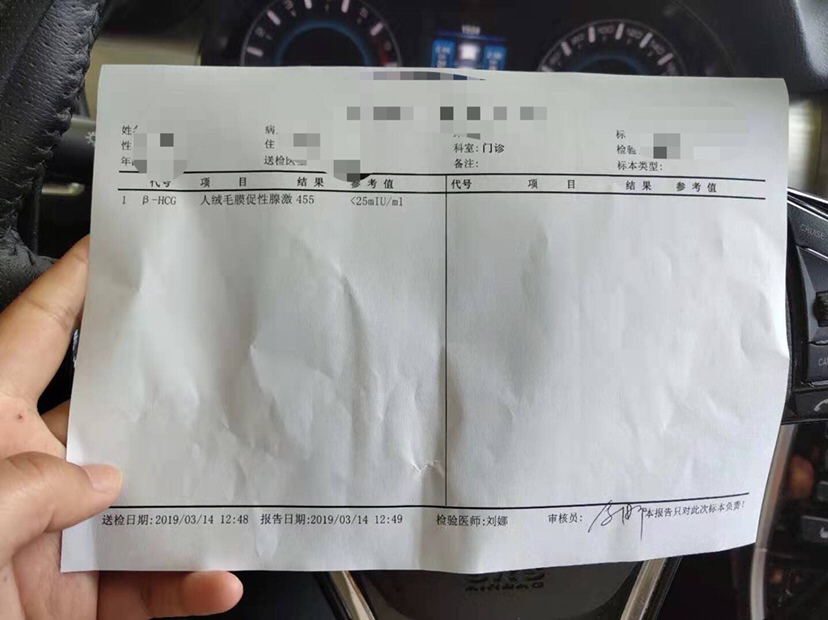 姓
病
标
性
住
科室:门诊
检验
年
送检医
备注:
标本类型:
代号 项 目 结 果 参 考 值 代号 项 目 结 果 参 考 值
1 β-HCG 人绒毛膜促性腺激 455 <25mIU/ml
送检日期:2019/03/14 12:48 报告日期:2019/03/14 12:49 检验医师:刘娜 审核员: 本报告只对此次标本负责!
CRUISE